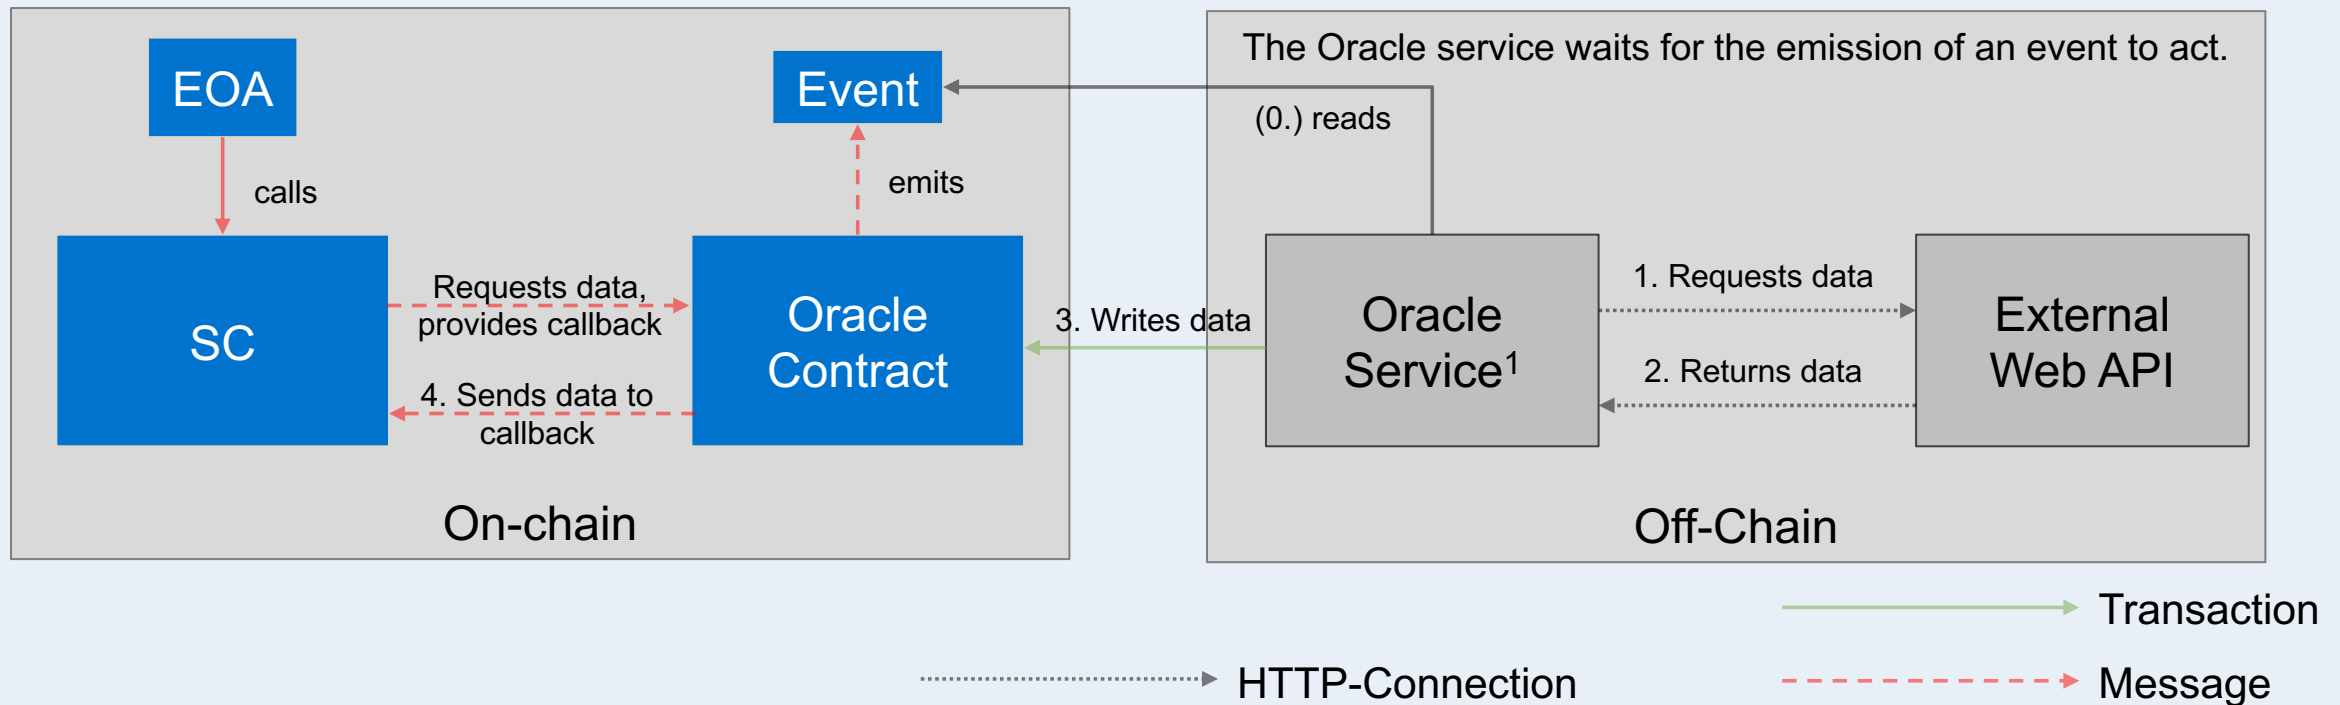 The Oracle service waits for the emission of an event to act.
EOA
Event
(0.) reads
calls
emits
SC
Requests data,
provides callback
4. Sends data to
callback
Oracle
Contract
3. Writes data
Oracle
Service¹
1. Requests data
2. Returns data
External
Web API
On-chain
Off-Chain
Transaction
HTTP-Connection
Message